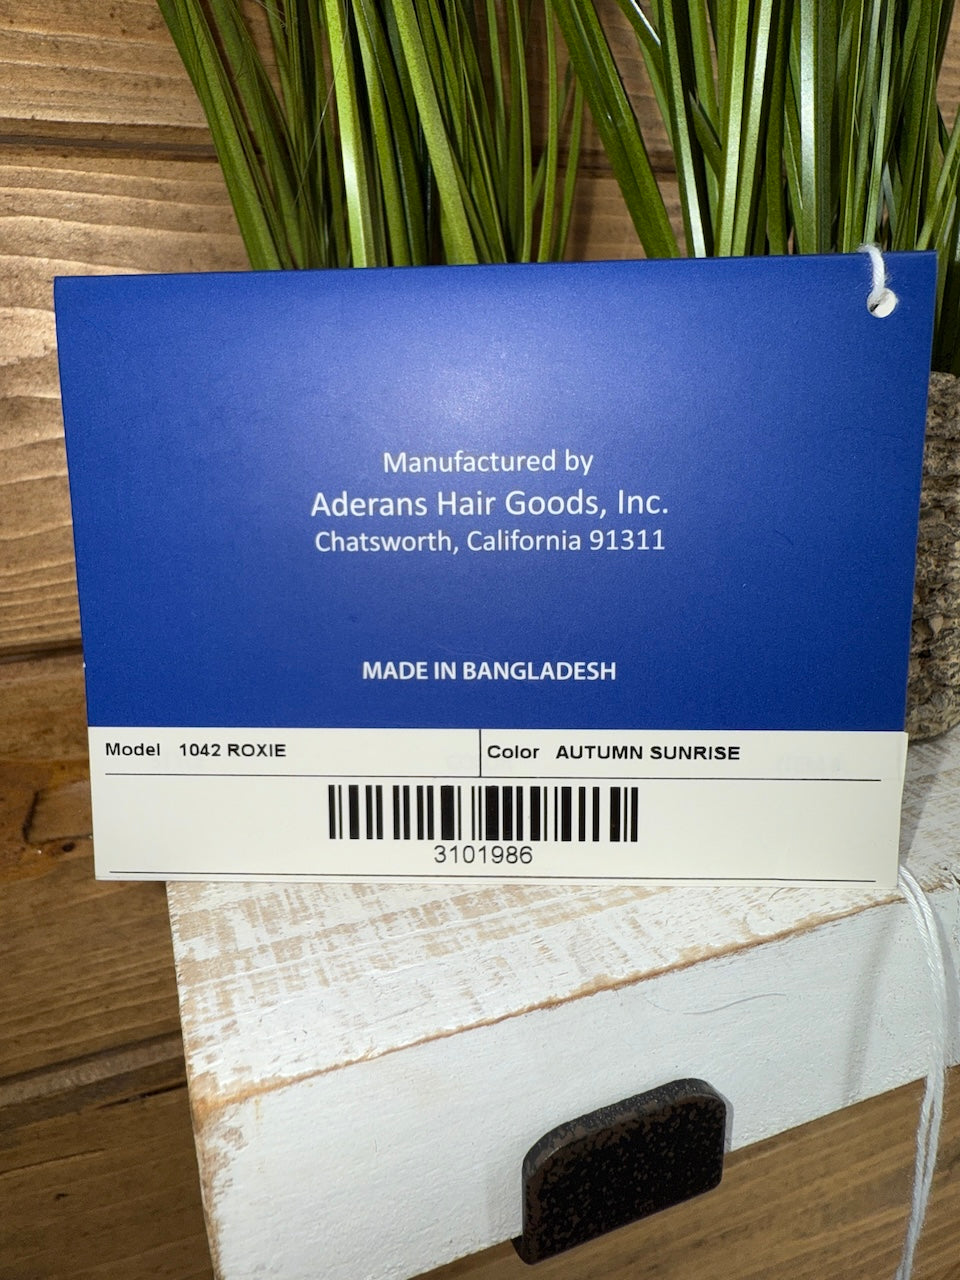 Manufactured by
Aderans Hair Goods, Inc.
Chatsworth, California 91311
MADE IN BANGLADESH
Model 1042 ROXIE
Color AUTUMN SUNRISE
3101986